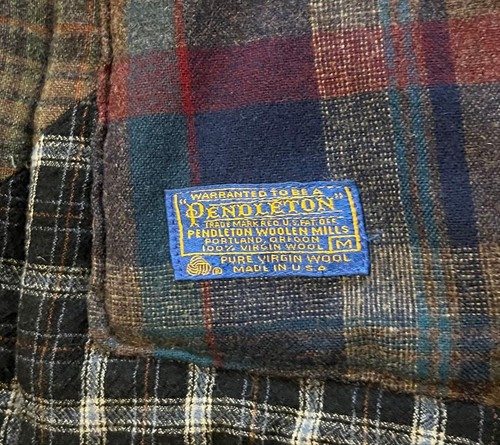 WARRANTED TO BE A
"PENDLETON"
TRADE MARK REG. U.S. PAT. OFF.
PENDLETON WOOLEN MILLS
PORTLAND, OREGON
100% VIRGIN WOOL M
® PURE VIRGIN WOOL
MADE IN U.S.A